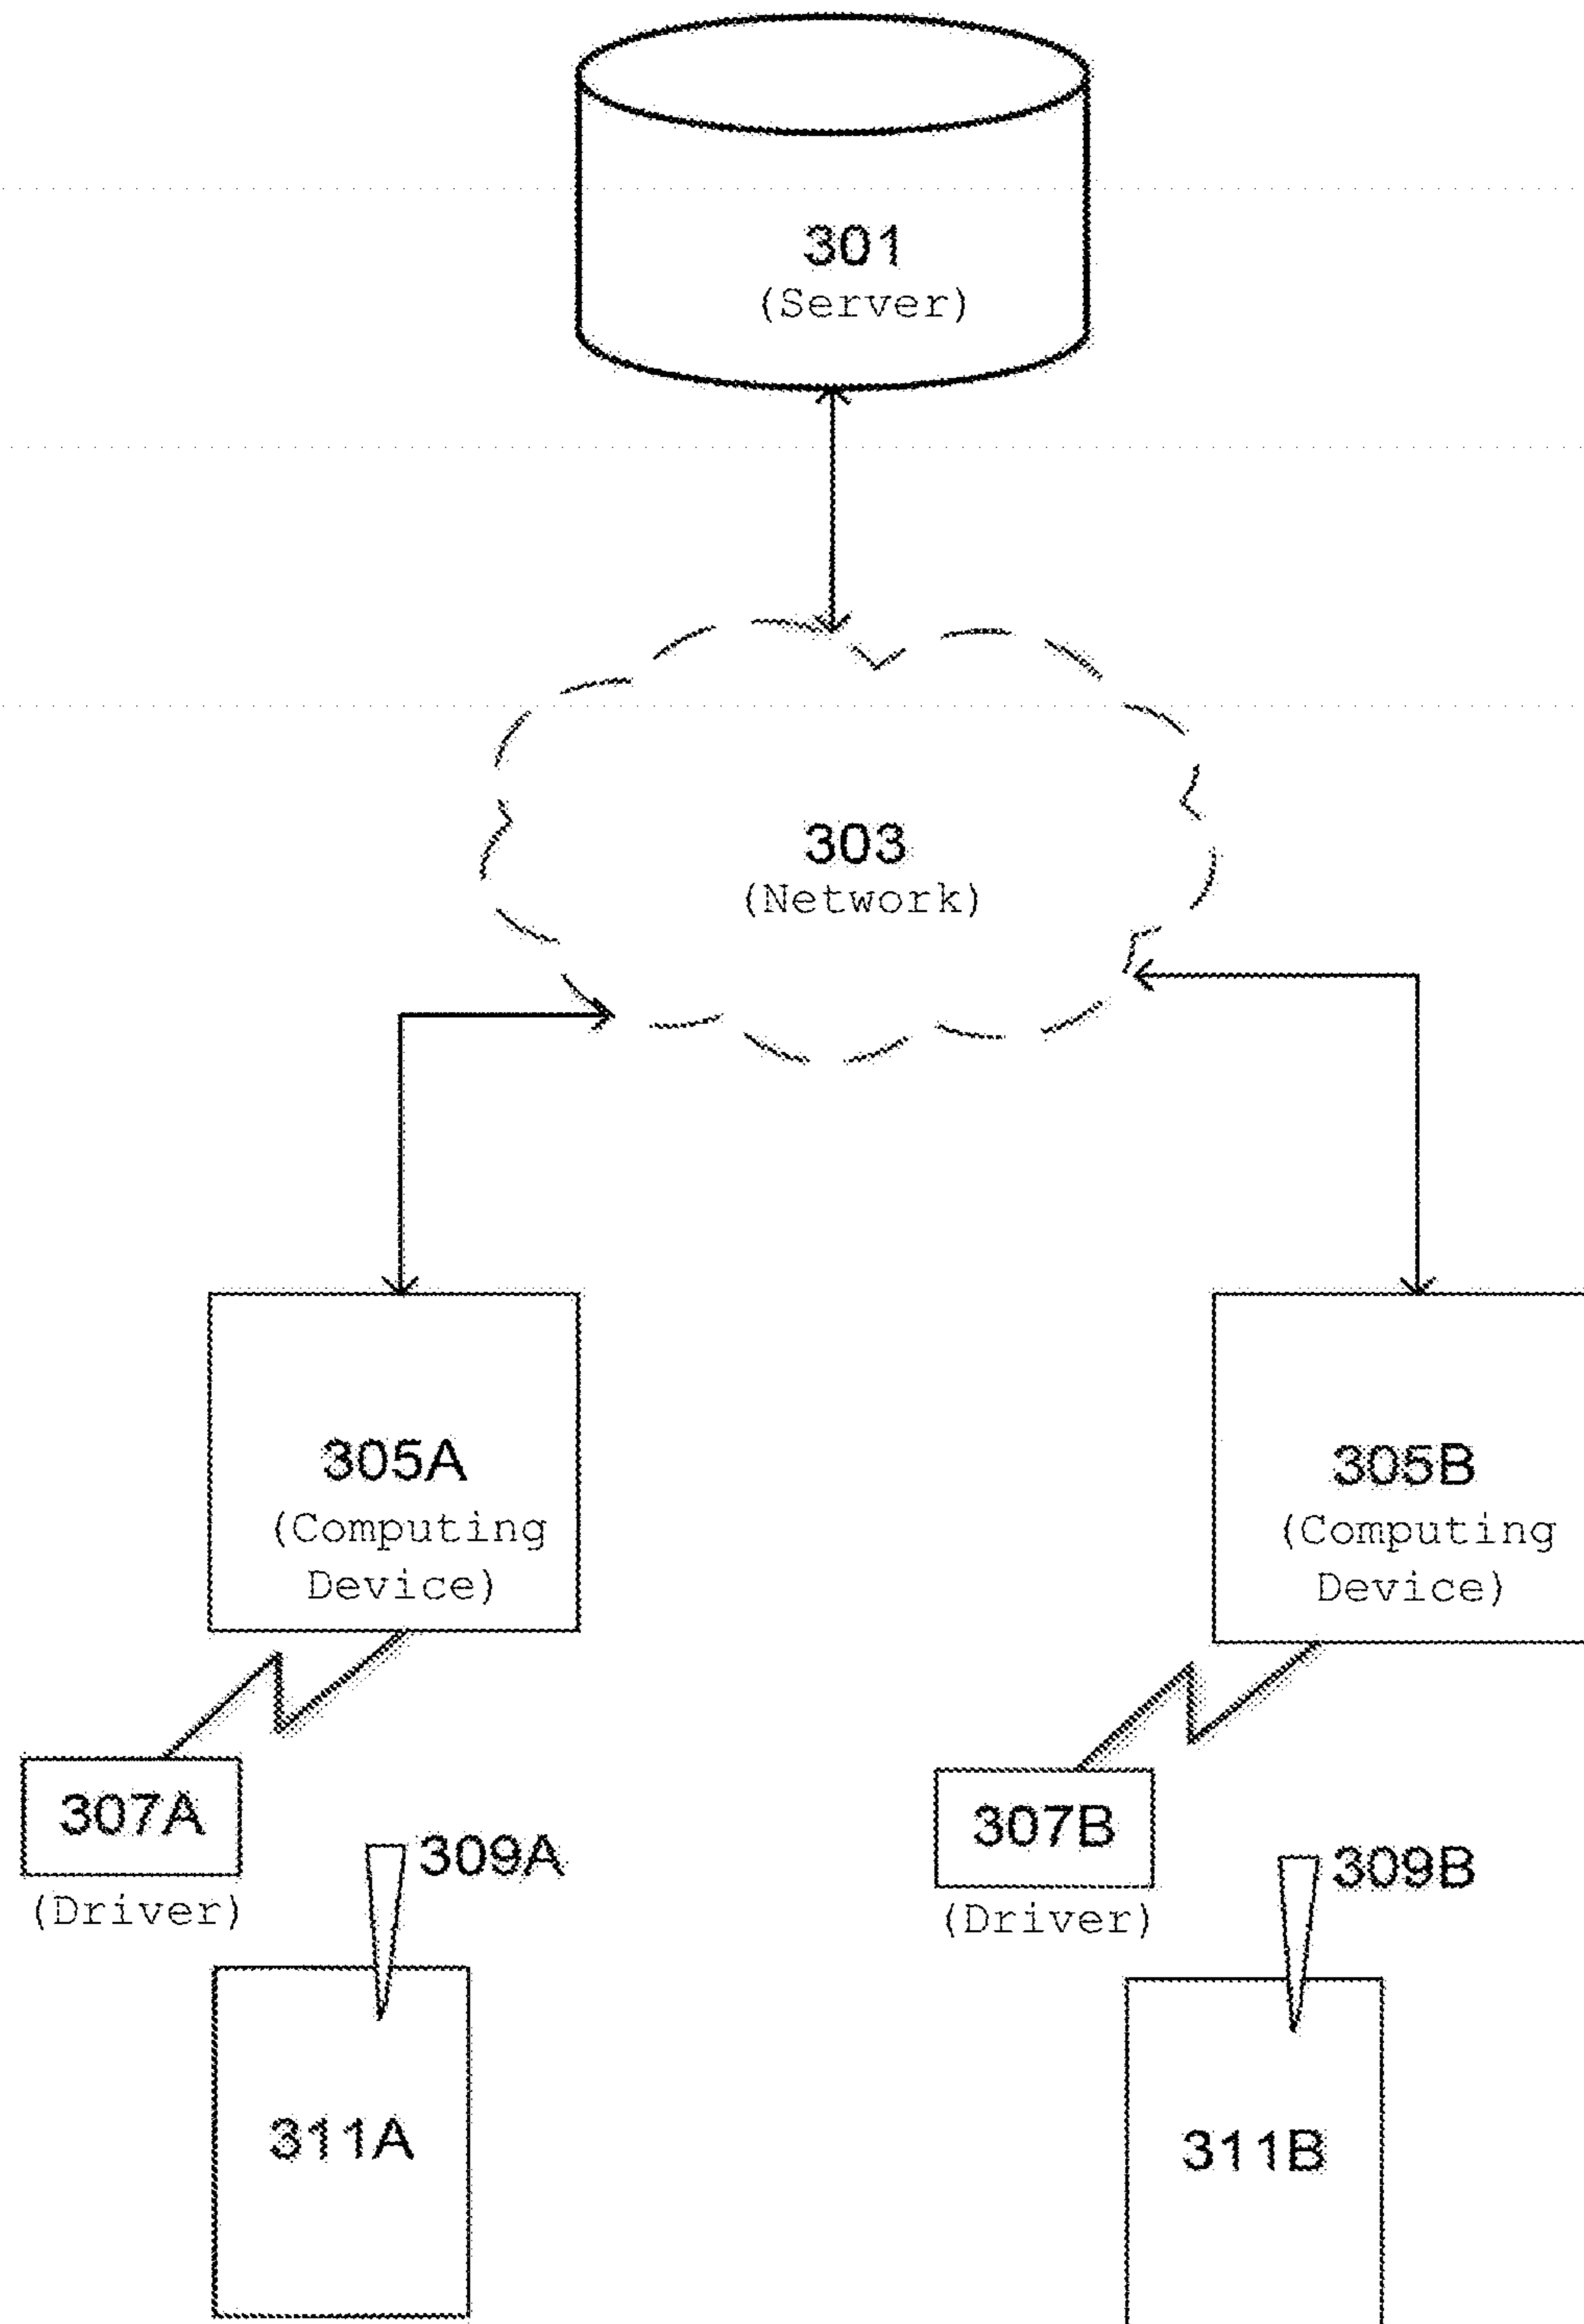 301
(Server)
303
(Network)
305A
(Computing
Device)
305B
(Computing
Device)
307A
(Driver)
309A
307B
(Driver)
309B
311A
311B